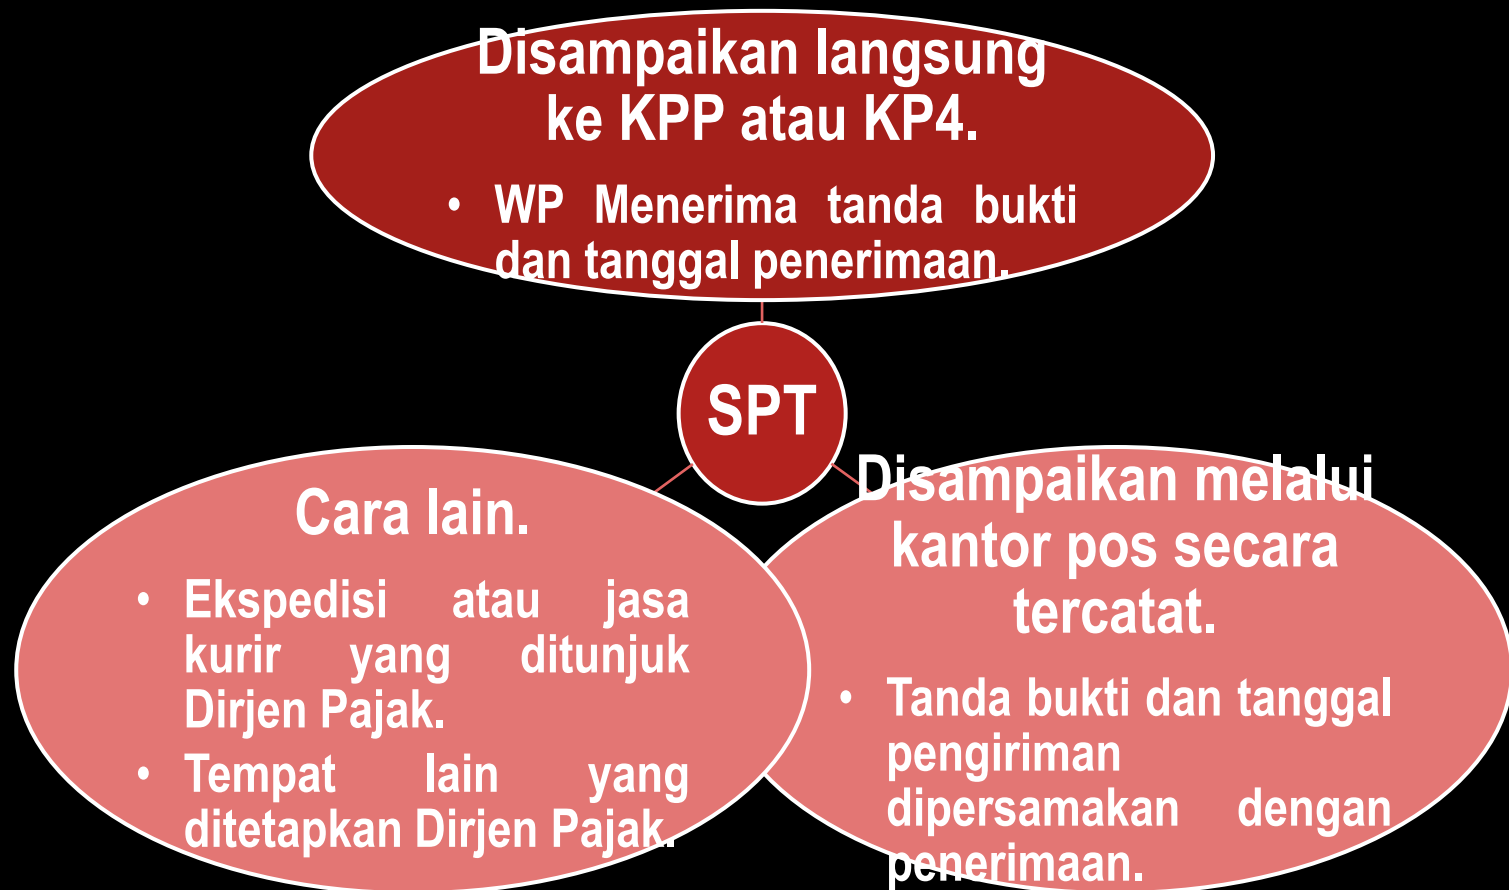 Disampaikan langsung
ke KPP atau KP4.
• WP Menerima tanda bukti
dan tanggal penerimaan.
SPT
Cara lain.
• Ekspedisi atau jasa
kurir yang ditunjuk
Dirjen Pajak.
• Tempat lain yang
ditetapkan Dirjen Pajak.
Disampaikan melalui
kantor pos secara
tercatat.
• Tanda bukti dan tanggal
pengiriman
dipersamakan dengan
penerimaan.